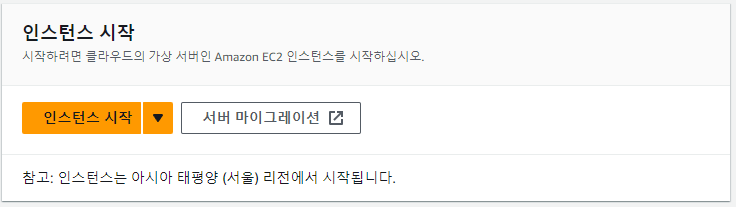 인스턴스 시작
시작하려면 클라우드의 가상 서버인 Amazon EC2 인스턴스를 시작하십시오.
인스턴스 시작
서버 마이그레이션
참고: 인스턴스는 아시아 태평양 (서울) 리전에서 시작됩니다.